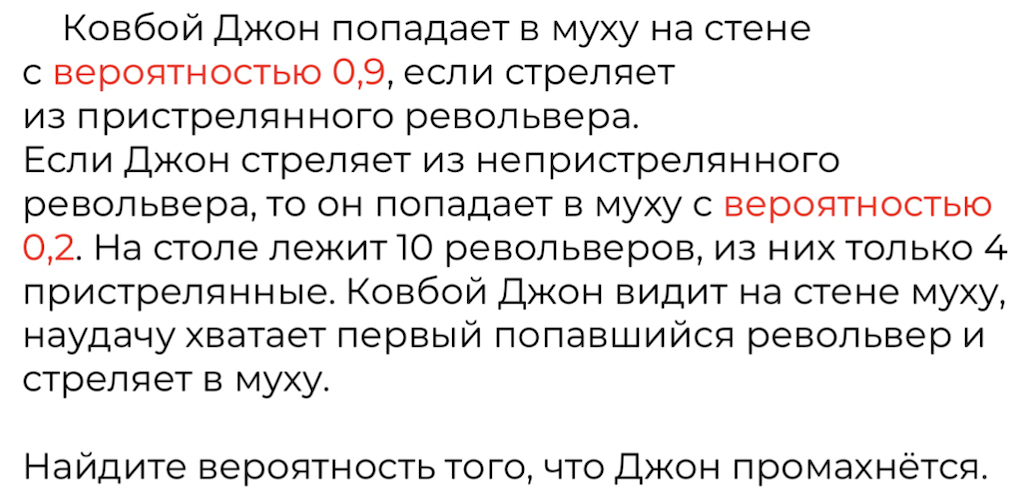 Ковбой Джон попадает в муху на стене
с вероятностью 0,9, если стреляет
из пристрелянного револьвера.
Если Джон стреляет из непристрелянного
револьвера, то он попадает в муху с вероятностью
0,2. На столе лежит 10 револьверов, из них только 4
пристрелянные. Ковбой Джон видит на стене муху,
наудачу хватает первый попавшийся револьвер и
стреляет в муху.
Найдите вероятность того, что Джон промахнётся.